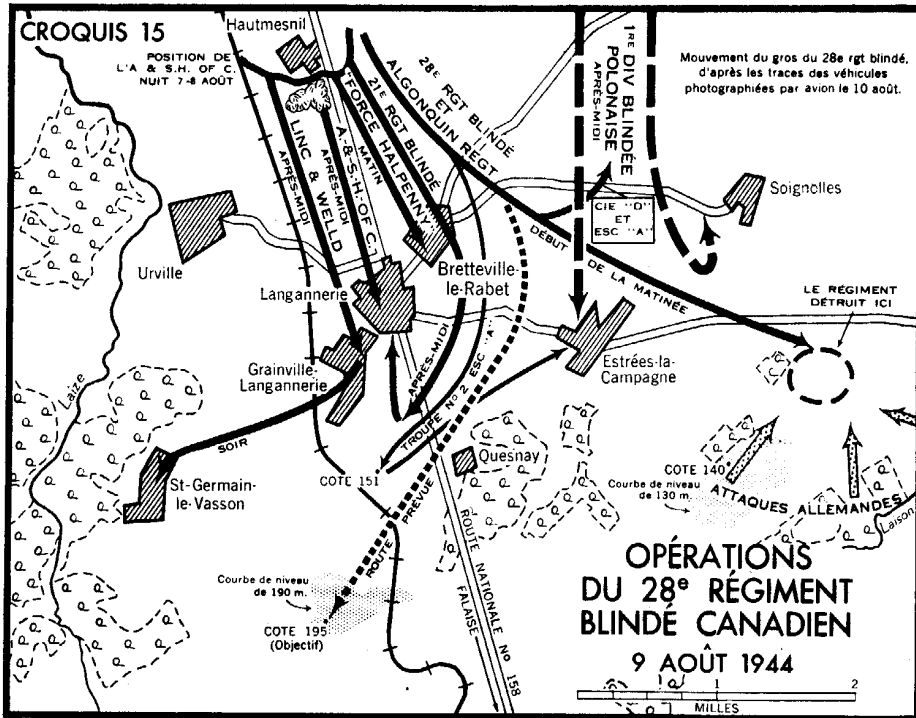 CROQUIS 15
Hautmesnil
POSITION DE
L'A & S.H. OF C.
NUIT 7-8 AOÛT
LINC & WELLD
APRÈS-MIDI
A. & S. H. OF C.
APRÈS-MIDI
"FORCE HALPENNY"
MATIN
21E RGT BLINDÉ
28E RGT BLINDÉ
ET
ALGONQUIN REGT
1RE DIV BLINDÉE
POLONAISE
APRÈS-MIDI
Mouvement du gros du 28e rgt blindé,
d'après les traces des véhicules
photographiées par avion le 10 août.
Soignolles
CIE "D"
ET
ESC "A"
DÉBUT DE LA MATINÉE
LE RÉGIMENT
DÉTRUIT ICI
Urville
Langannerie
Bretteville-
le-Rabet
Estrées-la-
Campagne
Grainville-
Langannerie
APRÈS-MIDI
TROUPE No 2 ESC "A"
Laize
SOIR
St-Germain-
le-Vasson
COTE 151
Quesnay
ROUTE PRÉVUE
COTE 140
Courbe de niveau
de 130 m.
ATTAQUES ALLEMANDES
Laison
Courbe de niveau
de 190 m.
COTE 195
(Objectif)
ROUTE NATIONALE No 158
FALAISE
OPÉRATIONS
DU 28e RÉGIMENT
BLINDÉ CANADIEN
9 AOÛT 1944
1 2
MILLES